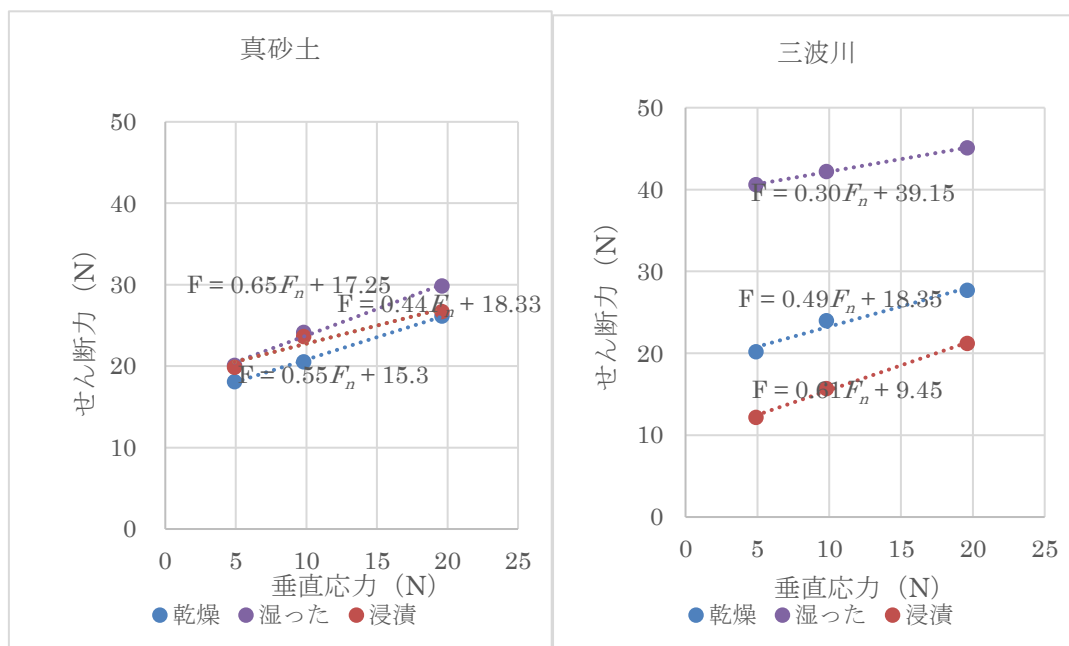 真砂土
50
40
30
20
10
0
0 5 10 15 20 25
せん断力（N）
垂直応力（N）
F = 0.65Fₙ + 17.25
F = 0.44Fₙ + 18.33
F = 0.55Fₙ + 15.3
乾燥 湿った 浸漬
三波川
50
40
30
20
10
0
0 5 10 15 20 25
せん断力（N）
垂直応力（N）
F = 0.30Fₙ + 39.15
F = 0.49Fₙ + 18.35
F = 0.61Fₙ + 9.45
乾燥 湿った 浸漬